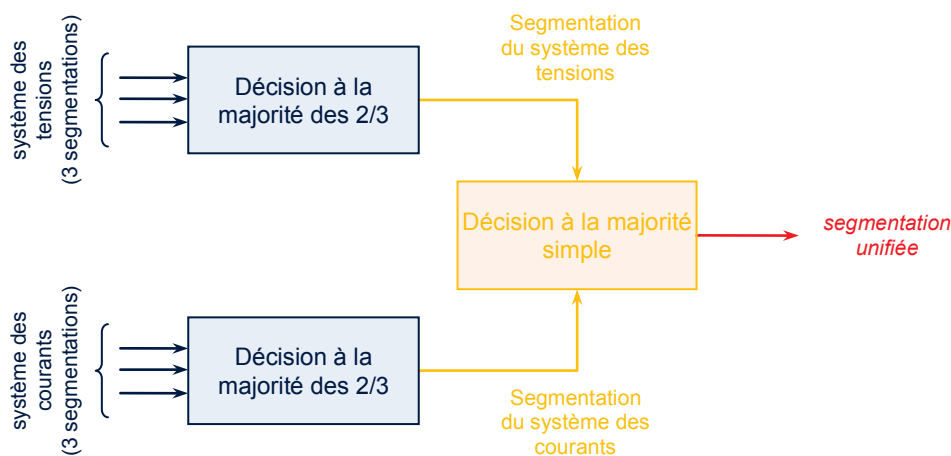 système des
tensions
(3 segmentations)
Décision à la
majorité des 2/3
Segmentation
du système des
tensions
Décision à la majorité
simple
segmentation
unifiée
système des
courants
(3 segmentations)
Décision à la
majorité des 2/3
Segmentation
du système des
courants